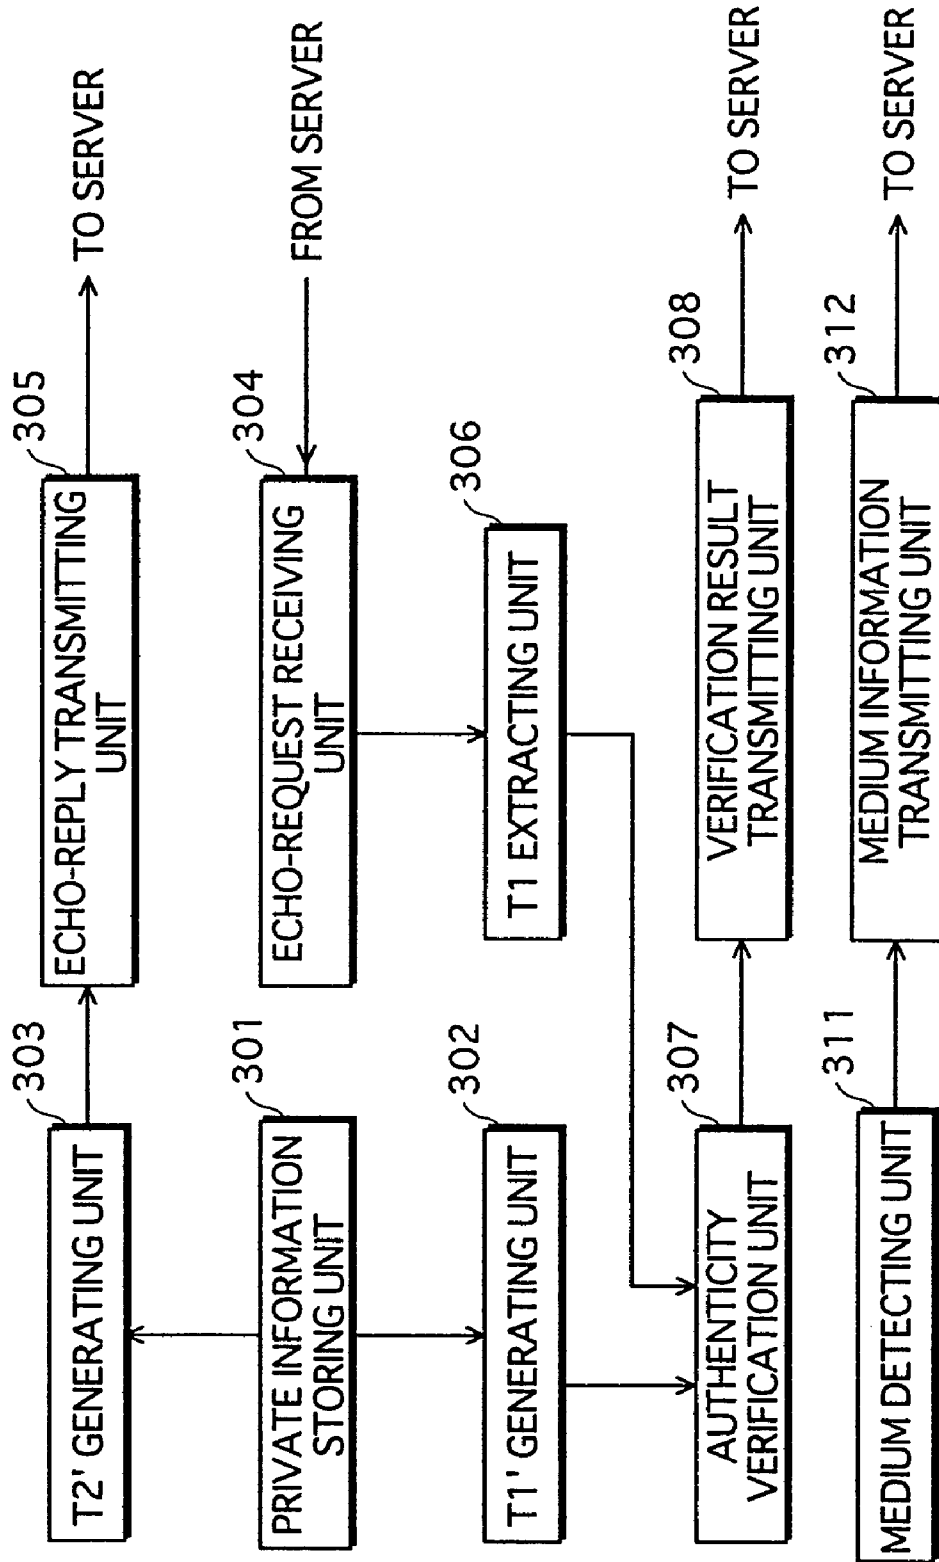 303
T2' GENERATING UNIT
305
ECHO-REPLY TRANSMITTING
UNIT
TO SERVER
301
PRIVATE INFORMATION
STORING UNIT
304
ECHO-REQUEST RECEIVING
UNIT
FROM SERVER
302
T1' GENERATING UNIT
306
T1 EXTRACTING UNIT
307
AUTHENTICITY
VERIFICATION UNIT
308
VERIFICATION RESULT
TRANSMITTING UNIT
TO SERVER
311
MEDIUM DETECTING UNIT
312
MEDIUM INFORMATION
TRANSMITTING UNIT
TO SERVER